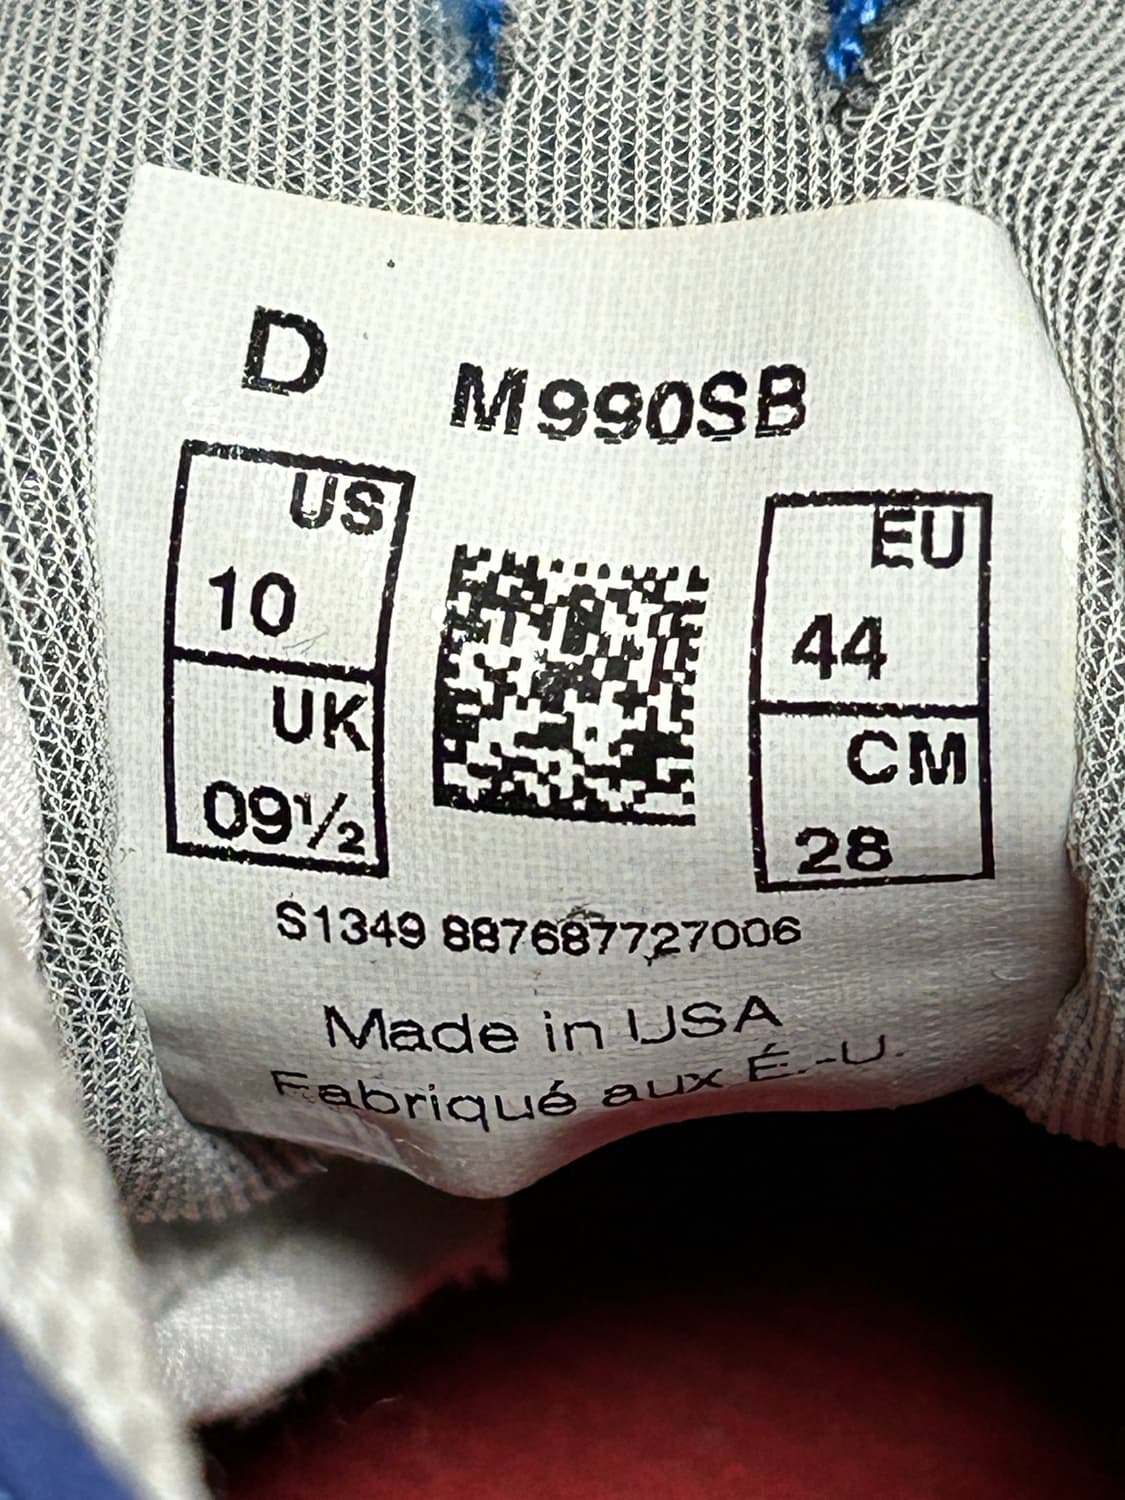 D
M990SB
US
10
UK
09½
EU
44
CM
28
S1349 887687727006
Made in USA
Fabriqué aux É.-U.